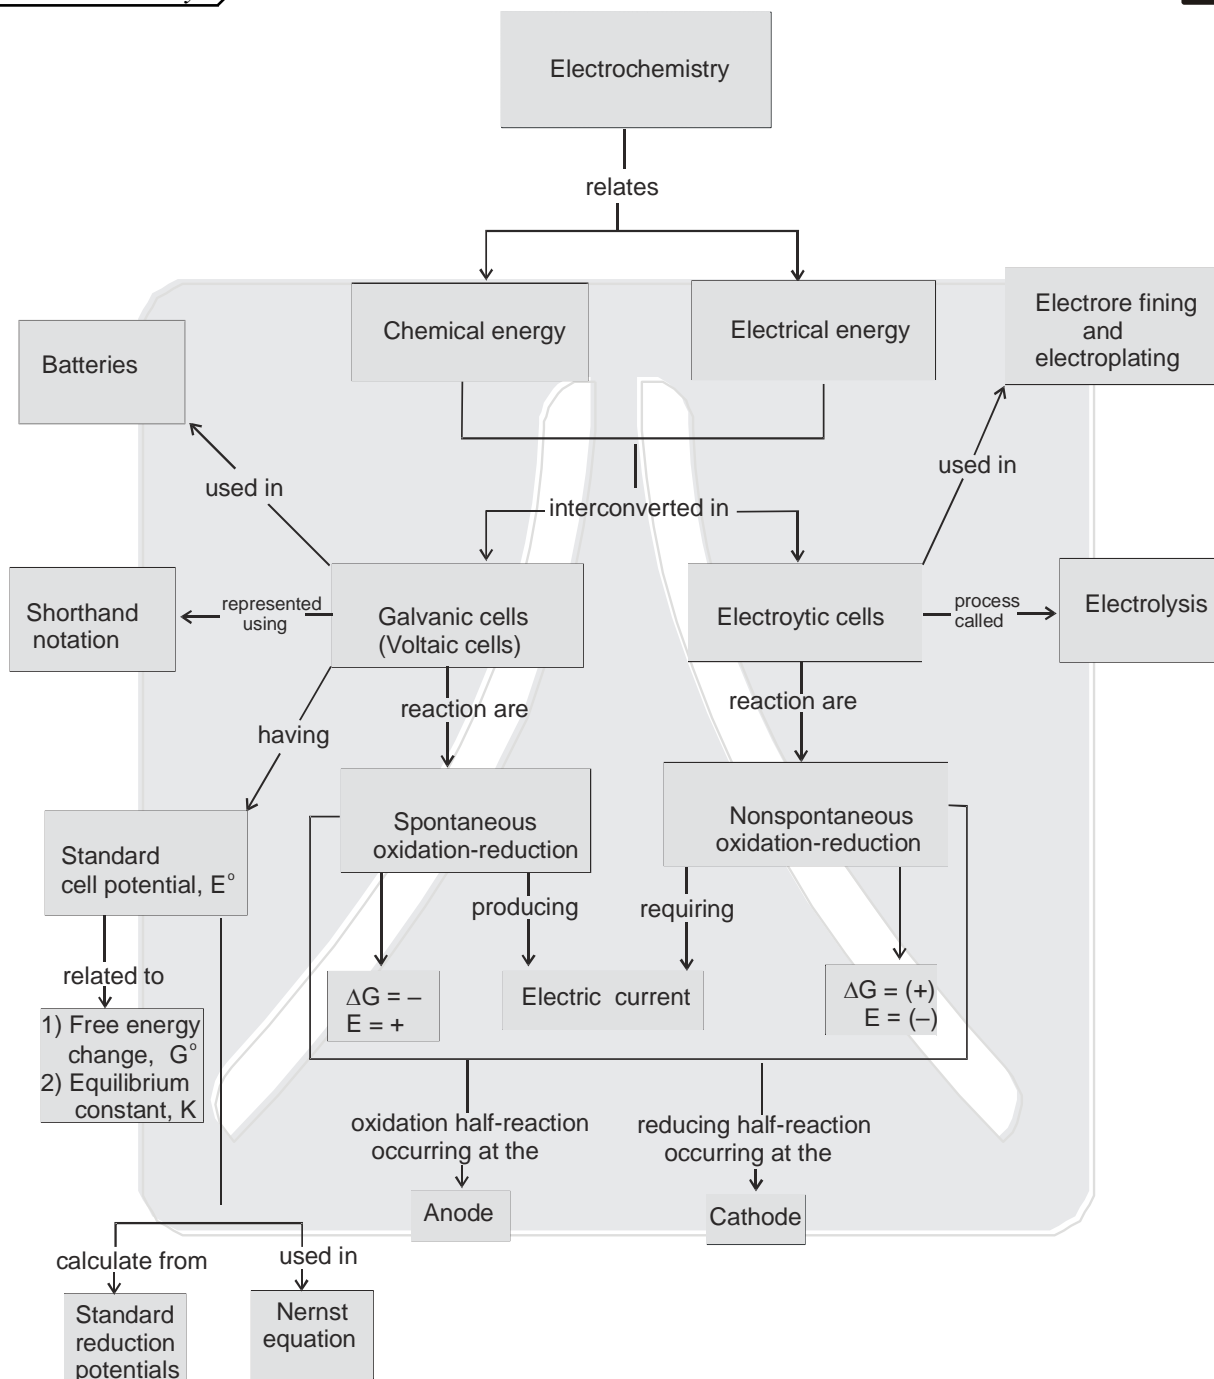 Electrochemistry
relates
Chemical energy
Electrical energy
Electrore fining
and
electroplating
Batteries
used in
used in
interconverted in
Shorthand
notation
represented
using
Galvanic cells
(Voltaic cells)
Electroytic cells
process
called
Electrolysis
reaction are
reaction are
having
Spontaneous
oxidation-reduction
Nonspontaneous
oxidation-reduction
Standard
cell potential, E°
producing
requiring
related to
ΔG = –
E = +
Electric current
ΔG = (+)
E = (–)
1) Free energy
change, G°
2) Equilibrium
constant, K
oxidation half-reaction
occurring at the
reducing half-reaction
occurring at the
Anode
Cathode
calculate from
used in
Standard
reduction
potentials
Nernst
equation